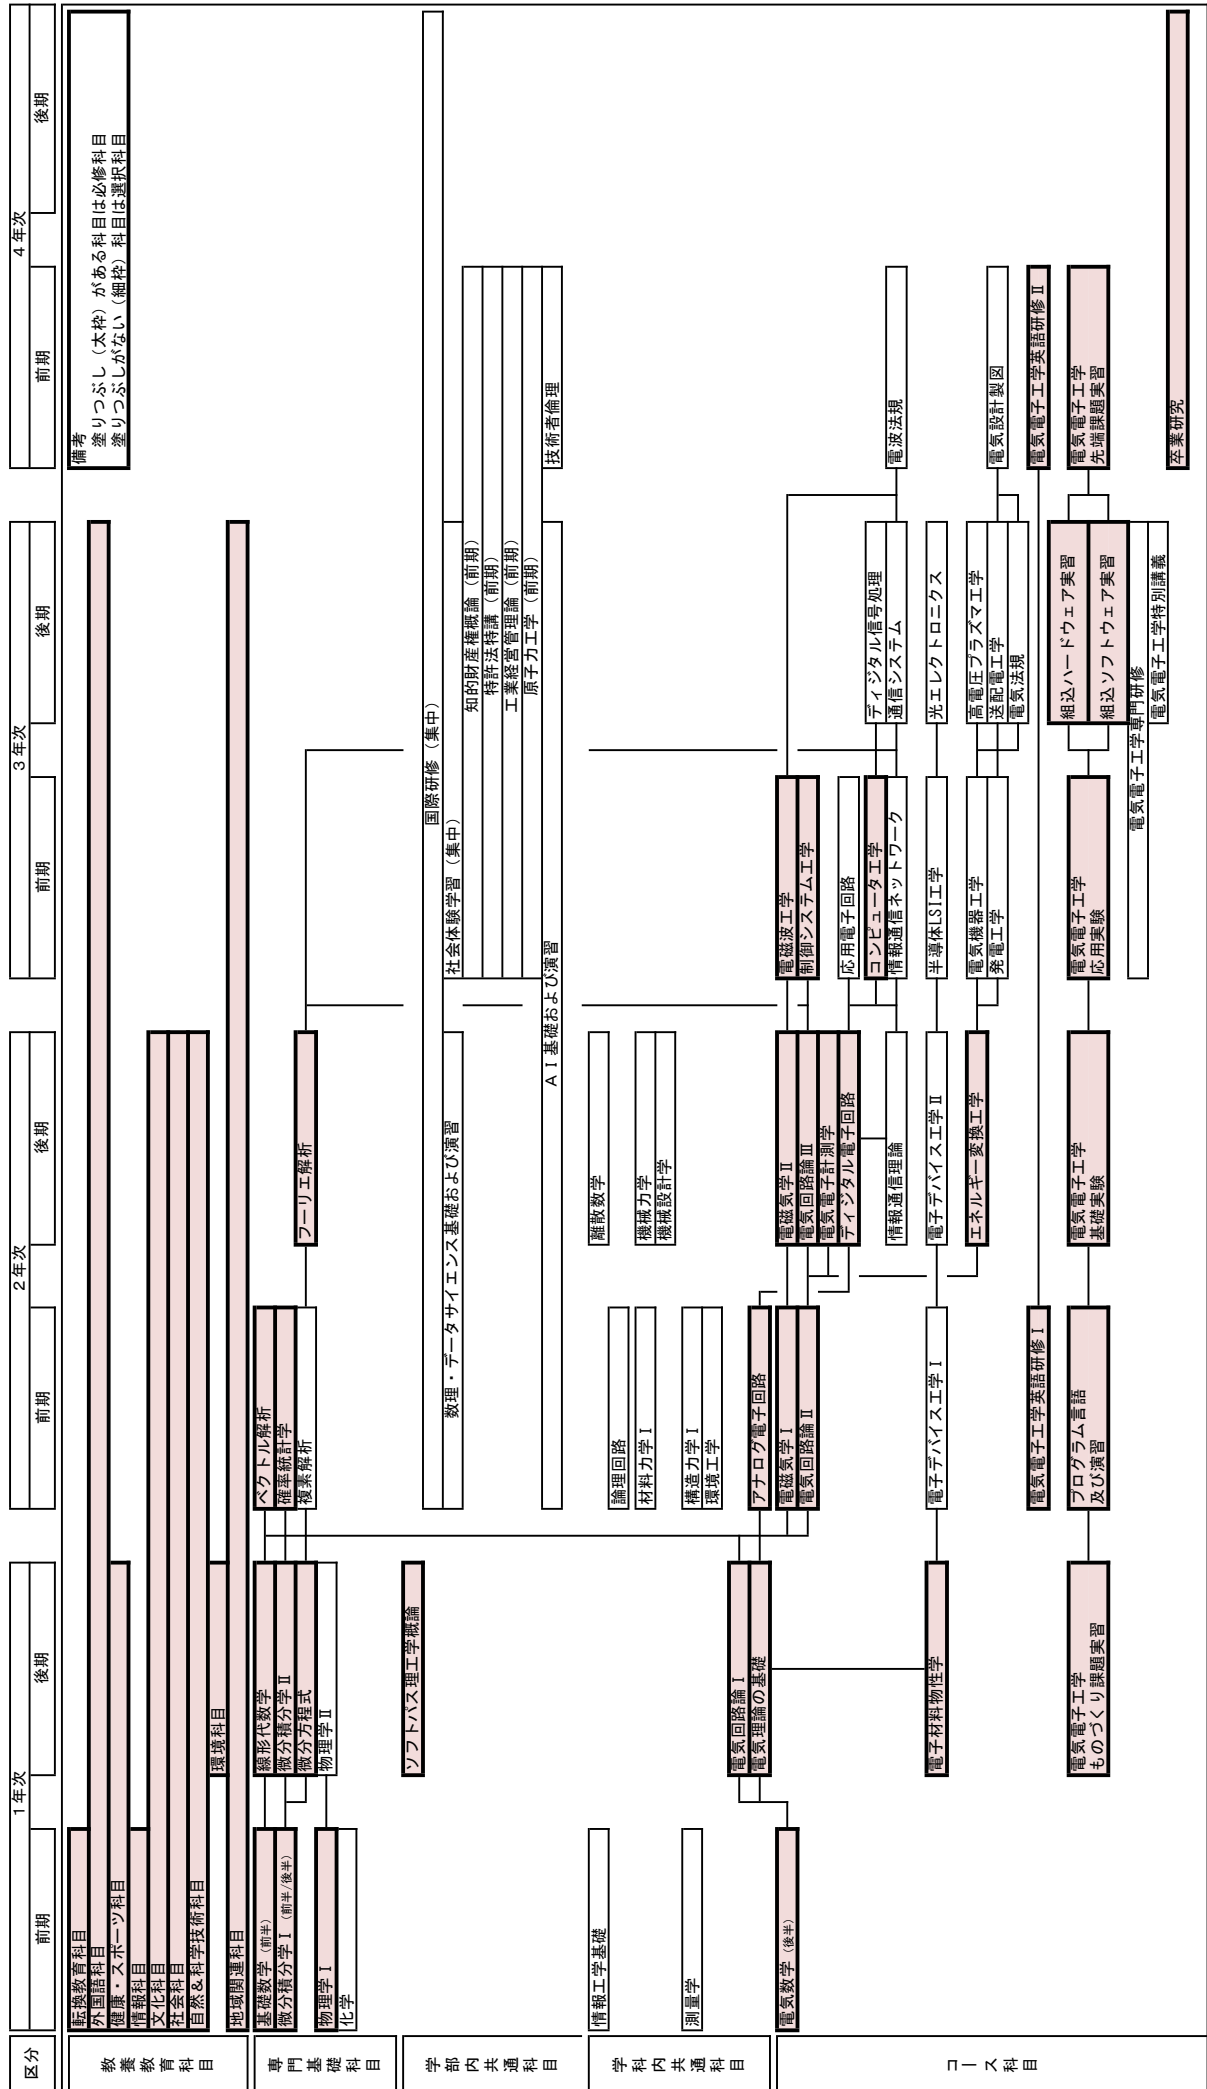 区分
1年次
2年次
3年次
4年次
前期
後期
前期
後期
前期
後期
前期
後期
備考
塗りつぶし（太枠）がある科目は必修科目
塗りつぶしがない（細枠）科目は選択科目
教養教育科目
転換教育科目
外国語科目
健康・スポーツ科目
情報科目
文化科目
社会科目
自然&科学技術科目
環境科目
地域関連科目
専門基礎科目
基礎数学（前半）
線形代数学
ベクトル解析
微分積分学Ⅰ（前半/後半）
微分積分学Ⅱ
確率統計学
微分方程式
複素解析
フーリエ解析
物理学Ⅰ
物理学Ⅱ
化学
学部内共通科目
ソフトパス理工学概論
国際研修（集中）
数理・データサイエンス基礎および演習
社会体験学習（集中）
知的財産権概論（前期）
特許法特講（前期）
工業経営管理論（前期）
原子力工学（前期）
ＡＩ基礎および演習
技術者倫理
学科内共通科目
情報工学基礎
離散数学
論理回路
材料力学Ⅰ
機械力学
機械設計学
測量学
構造力学Ⅰ
環境工学
コース科目
電気回路論Ⅰ
電気理論の基礎
アナログ電子回路
電気数学（後半）
電磁気学Ⅰ
電磁気学Ⅱ
電磁波工学
電気回路論Ⅱ
電気回路論Ⅲ
制御システム工学
電気電子計測学
ディジタル電子回路
応用電子回路
コンピュータ工学
ディジタル信号処理
情報通信理論
情報通信ネットワーク
通信システム
電波法規
電子材料物性学
電子デバイス工学Ⅰ
電子デバイス工学Ⅱ
半導体LSI工学
光エレクトロニクス
エネルギー変換工学
電気機器工学
高電圧プラズマ工学
発電工学
送配電工学
電気設計製図
電気法規
電気電子工学英語研修Ⅰ
電気電子工学英語研修Ⅱ
電気電子工学
ものづくり課題実習
プログラム言語
及び演習
電気電子工学
基礎実験
電気電子工学
応用実験
組込ハードウェア実習
組込ソフトウェア実習
電気電子工学
先端課題実習
電気電子工学専門研修
電気電子工学特別講義
卒業研究